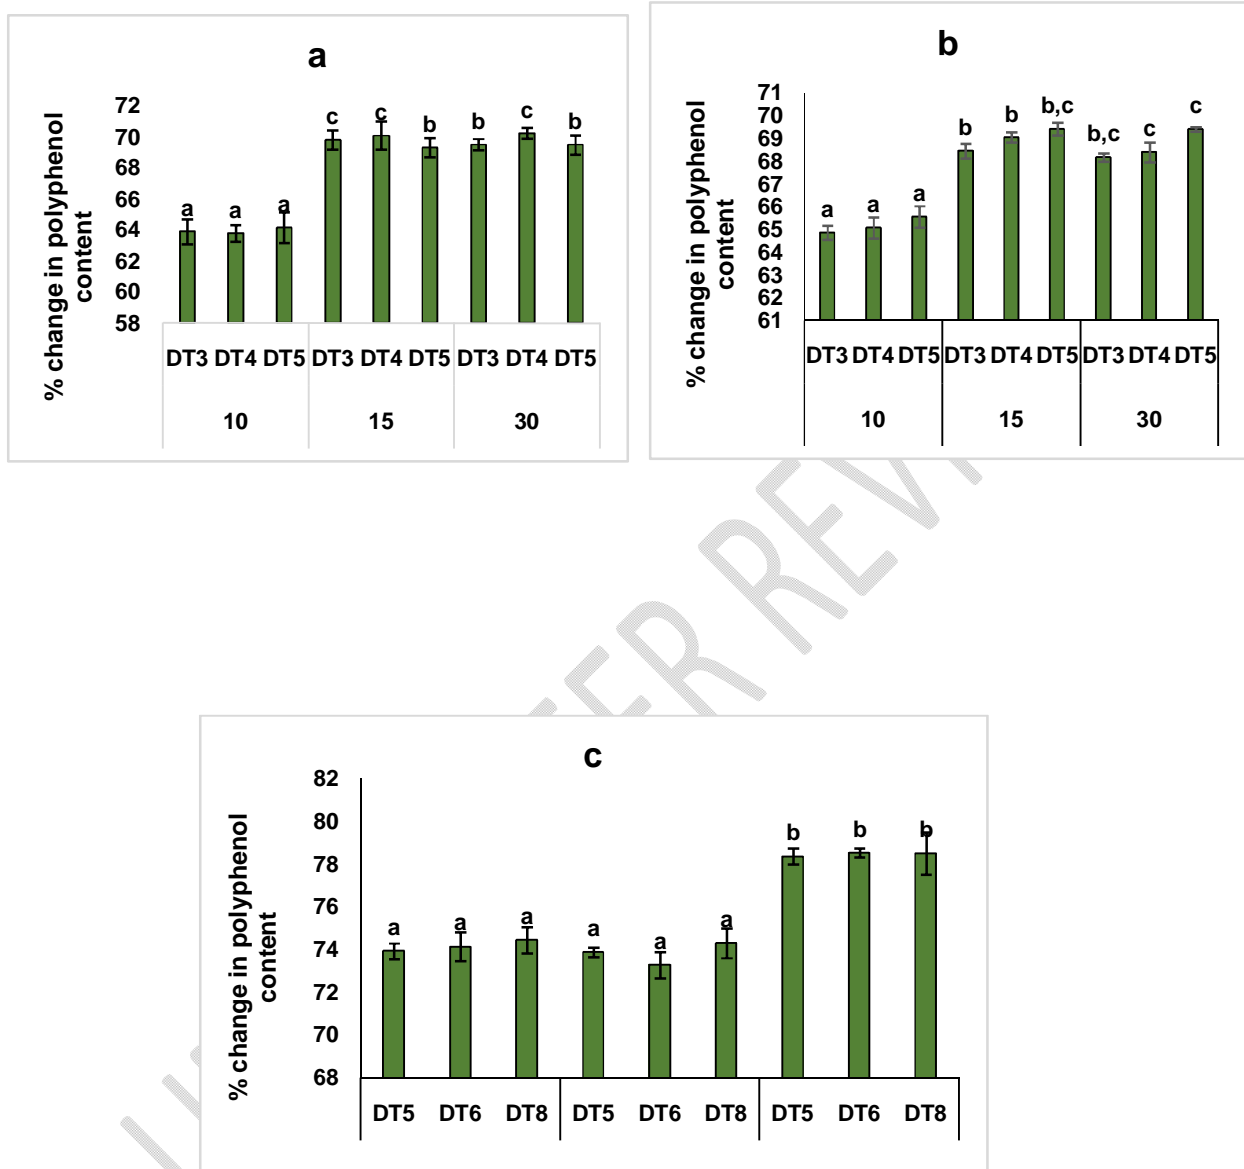 a
% change in polyphenol
content
72
70
68
66
64
62
60
58
a a a c c b b c b
DT3 DT4 DT5 DT3 DT4 DT5 DT3 DT4 DT5
10 15 30
b
% change in polyphenol
content
71
70
69
68
67
66
65
64
63
62
61
a a a b b b,c b,c c c
DT3 DT4 DT5 DT3 DT4 DT5 DT3 DT4 DT5
10 15 30
c
% change in polyphenol
content
82
80
78
76
74
72
70
68
a a a a a a b b b
DT5 DT6 DT8 DT5 DT6 DT8 DT5 DT6 DT8